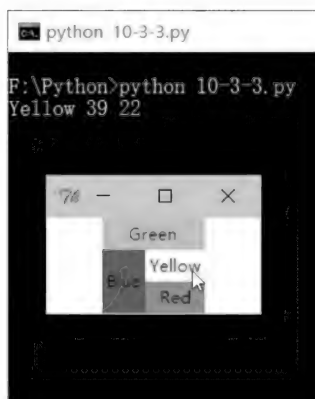 python 10-3-3.py
F:\Python>python 10-3-3.py
Yellow 39 22
Green
Yellow
Blue
Red